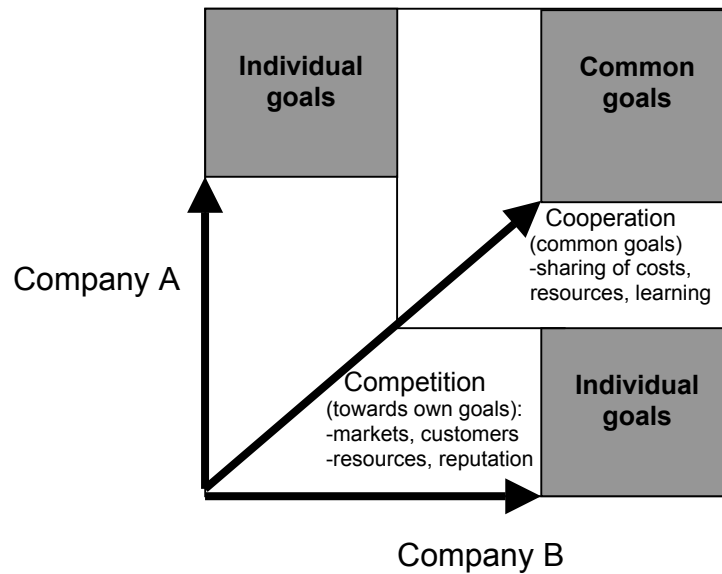 Individual
goals
Common
goals
Cooperation
(common goals)
-sharing of costs,
resources, learning
Company A
Competition
(towards own goals):
-markets, customers
-resources, reputation
Individual
goals
Company B